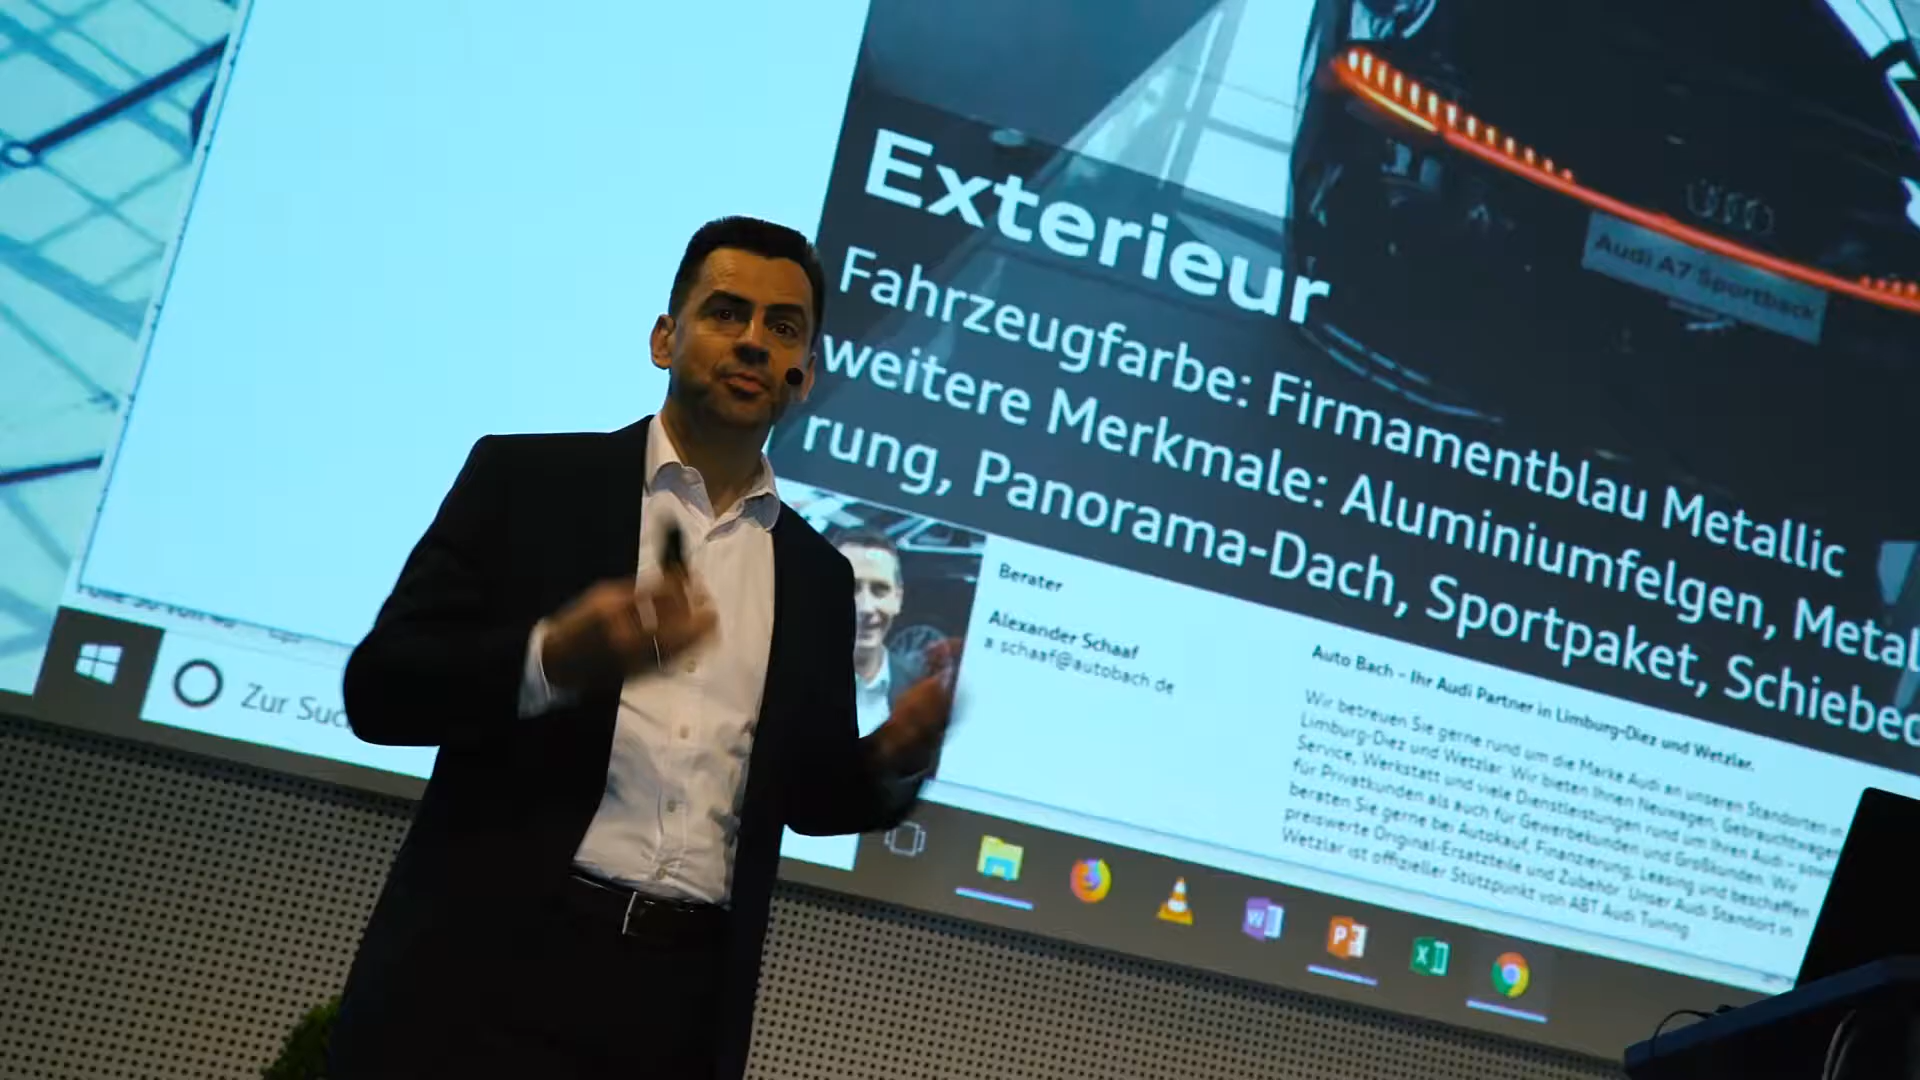 Exterieur
Fahrzeugfarbe: Firmamentblau Metallic
weitere Merkmale: Aluminiumfelgen, Metal
rung, Panorama-Dach, Sportpaket, Schiebed
Audi A7 Sportback
Berater
Alexander Schaaf
a schaaf@autobach de
Auto Bach - Ihr Audi Partner in Limburg-Diez und Wetzlar.
Wir betreuen Sie gerne rund um die Marke Audi an unseren Standorten in
Limburg-Diez und Wetzlar. Wir bieten Ihnen Neuwagen, Gebrauchtwagen
Service, Werkstatt und viele Dienstleistungen rund um Ihren Audi - sowo
für Privatkunden als auch für Gewerbekunden und Großkunden. Wir
beraten Sie gerne bei Autokauf, Finanzierung, Leasing und beschaffen
preiswerte Original-Ersatzteile und Zubehör. Unser Audi Standort in
Wetzlar ist offizieller Stützpunkt von ABT Audi Tuning.
Zur Suc